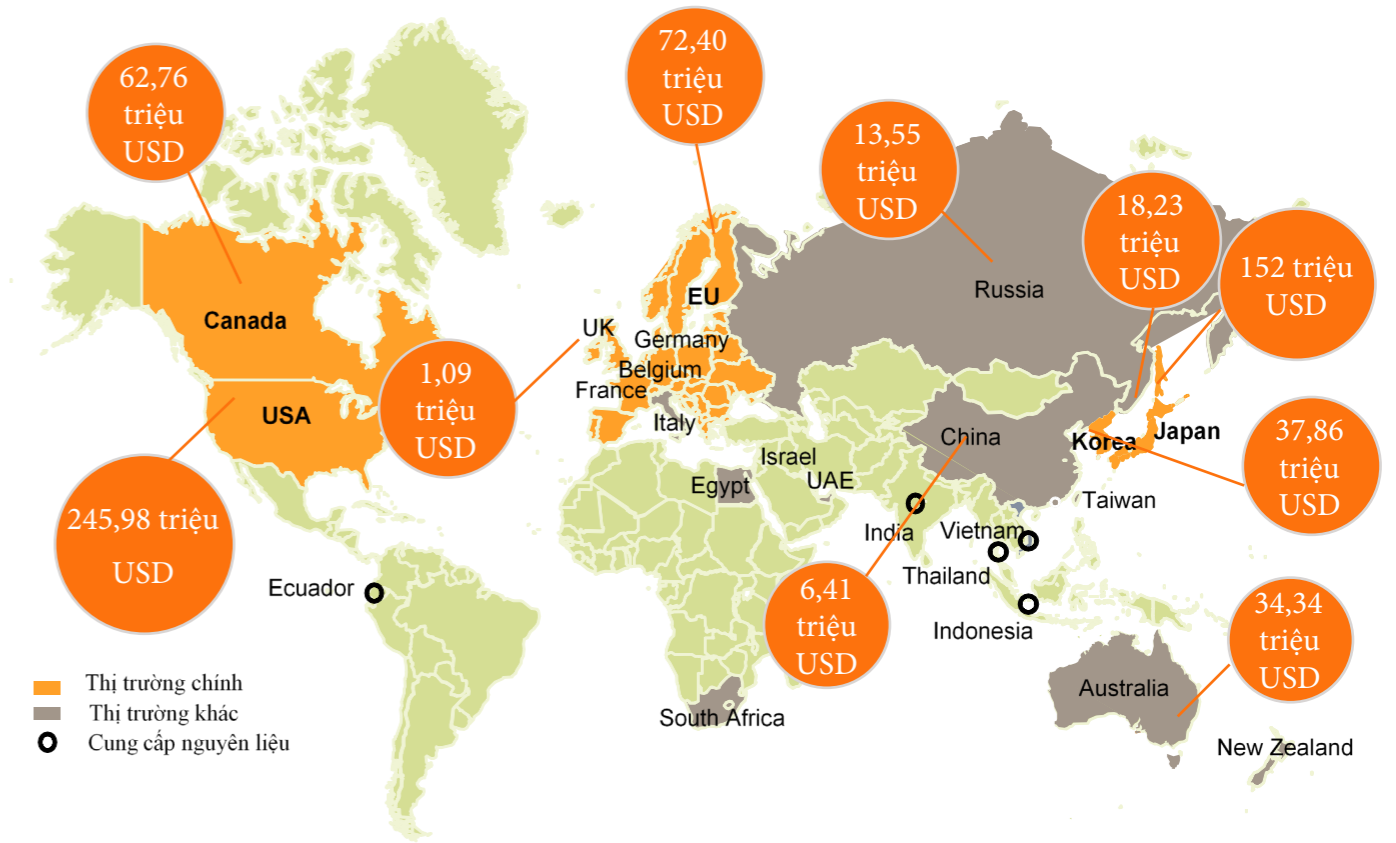 62,76
triệu
USD
72,40
triệu
USD
13,55
triệu
USD
18,23
triệu
USD
152 triệu
USD
Canada
USA
1,09
triệu
USD
245,98 triệu
USD
EU
UK
Germany
Belgium
France
Italy
Russia
China
Korea
Japan
37,86
triệu
USD
Israel
UAE
Egypt
Taiwan
India
Vietnam
Thailand
Indonesia
Ecuador
6,41
triệu
USD
34,34
triệu
USD
Australia
South Africa
New Zealand
Thị trường chính
Thị trường khác
Cung cấp nguyên liệu